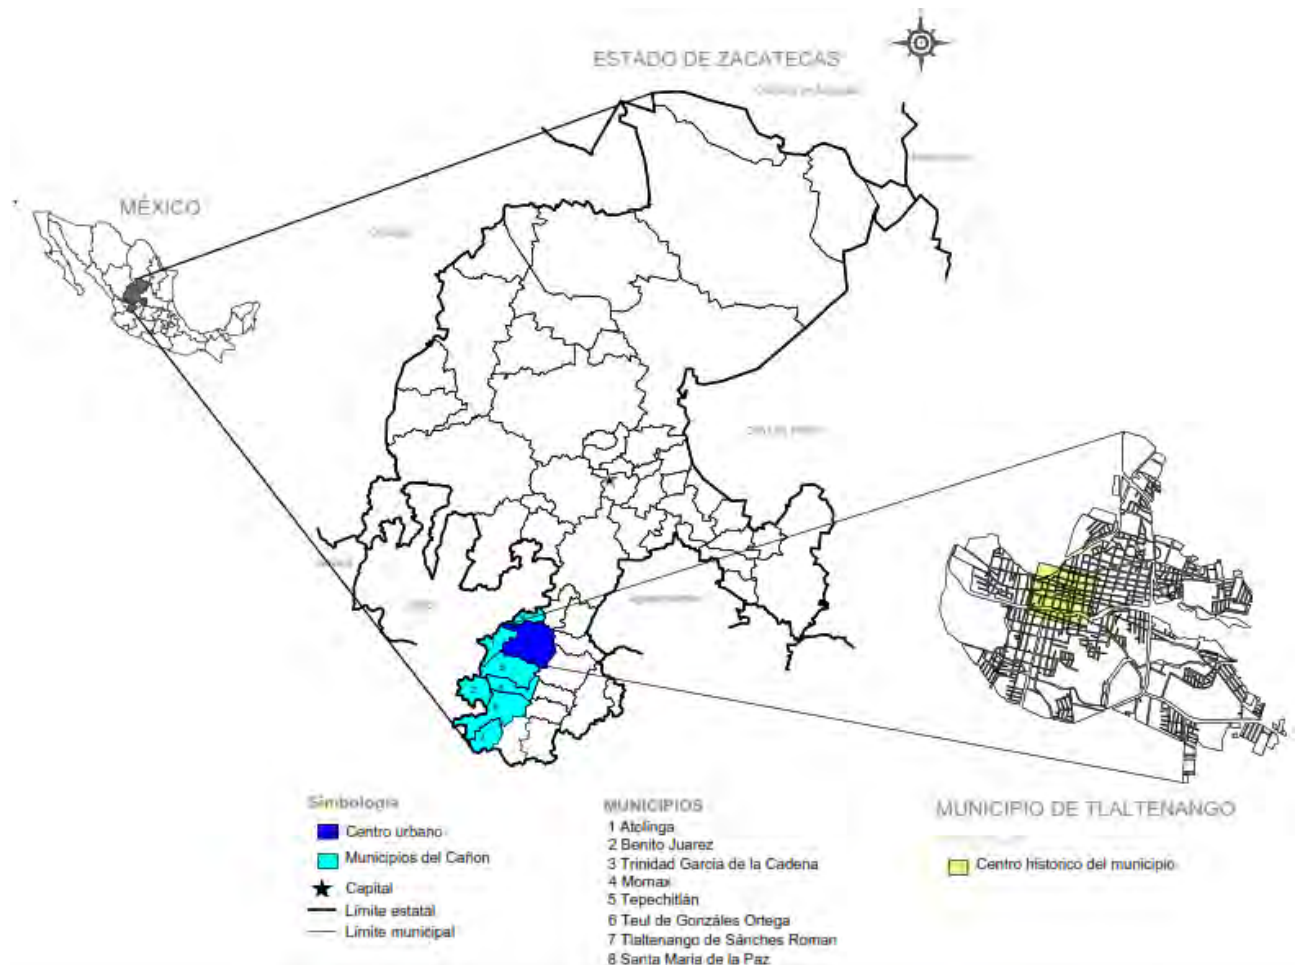 ESTADO DE ZACATECAS
MÉXICO
Simbología
Centro urbano
Municipios del Cañon
Capital
Límite estatal
Límite municipal
MUNICIPIOS
1 Atolinga
2 Benito Juarez
3 Trinidad García de la Cadena
4 Momax
5 Tepechitlán
6 Teul de Gonzáles Ortega
7 Tlaltenango de Sánches Roman
8 Santa María de la Paz
MUNICIPIO DE TLALTENANGO
Centro historico del municipio